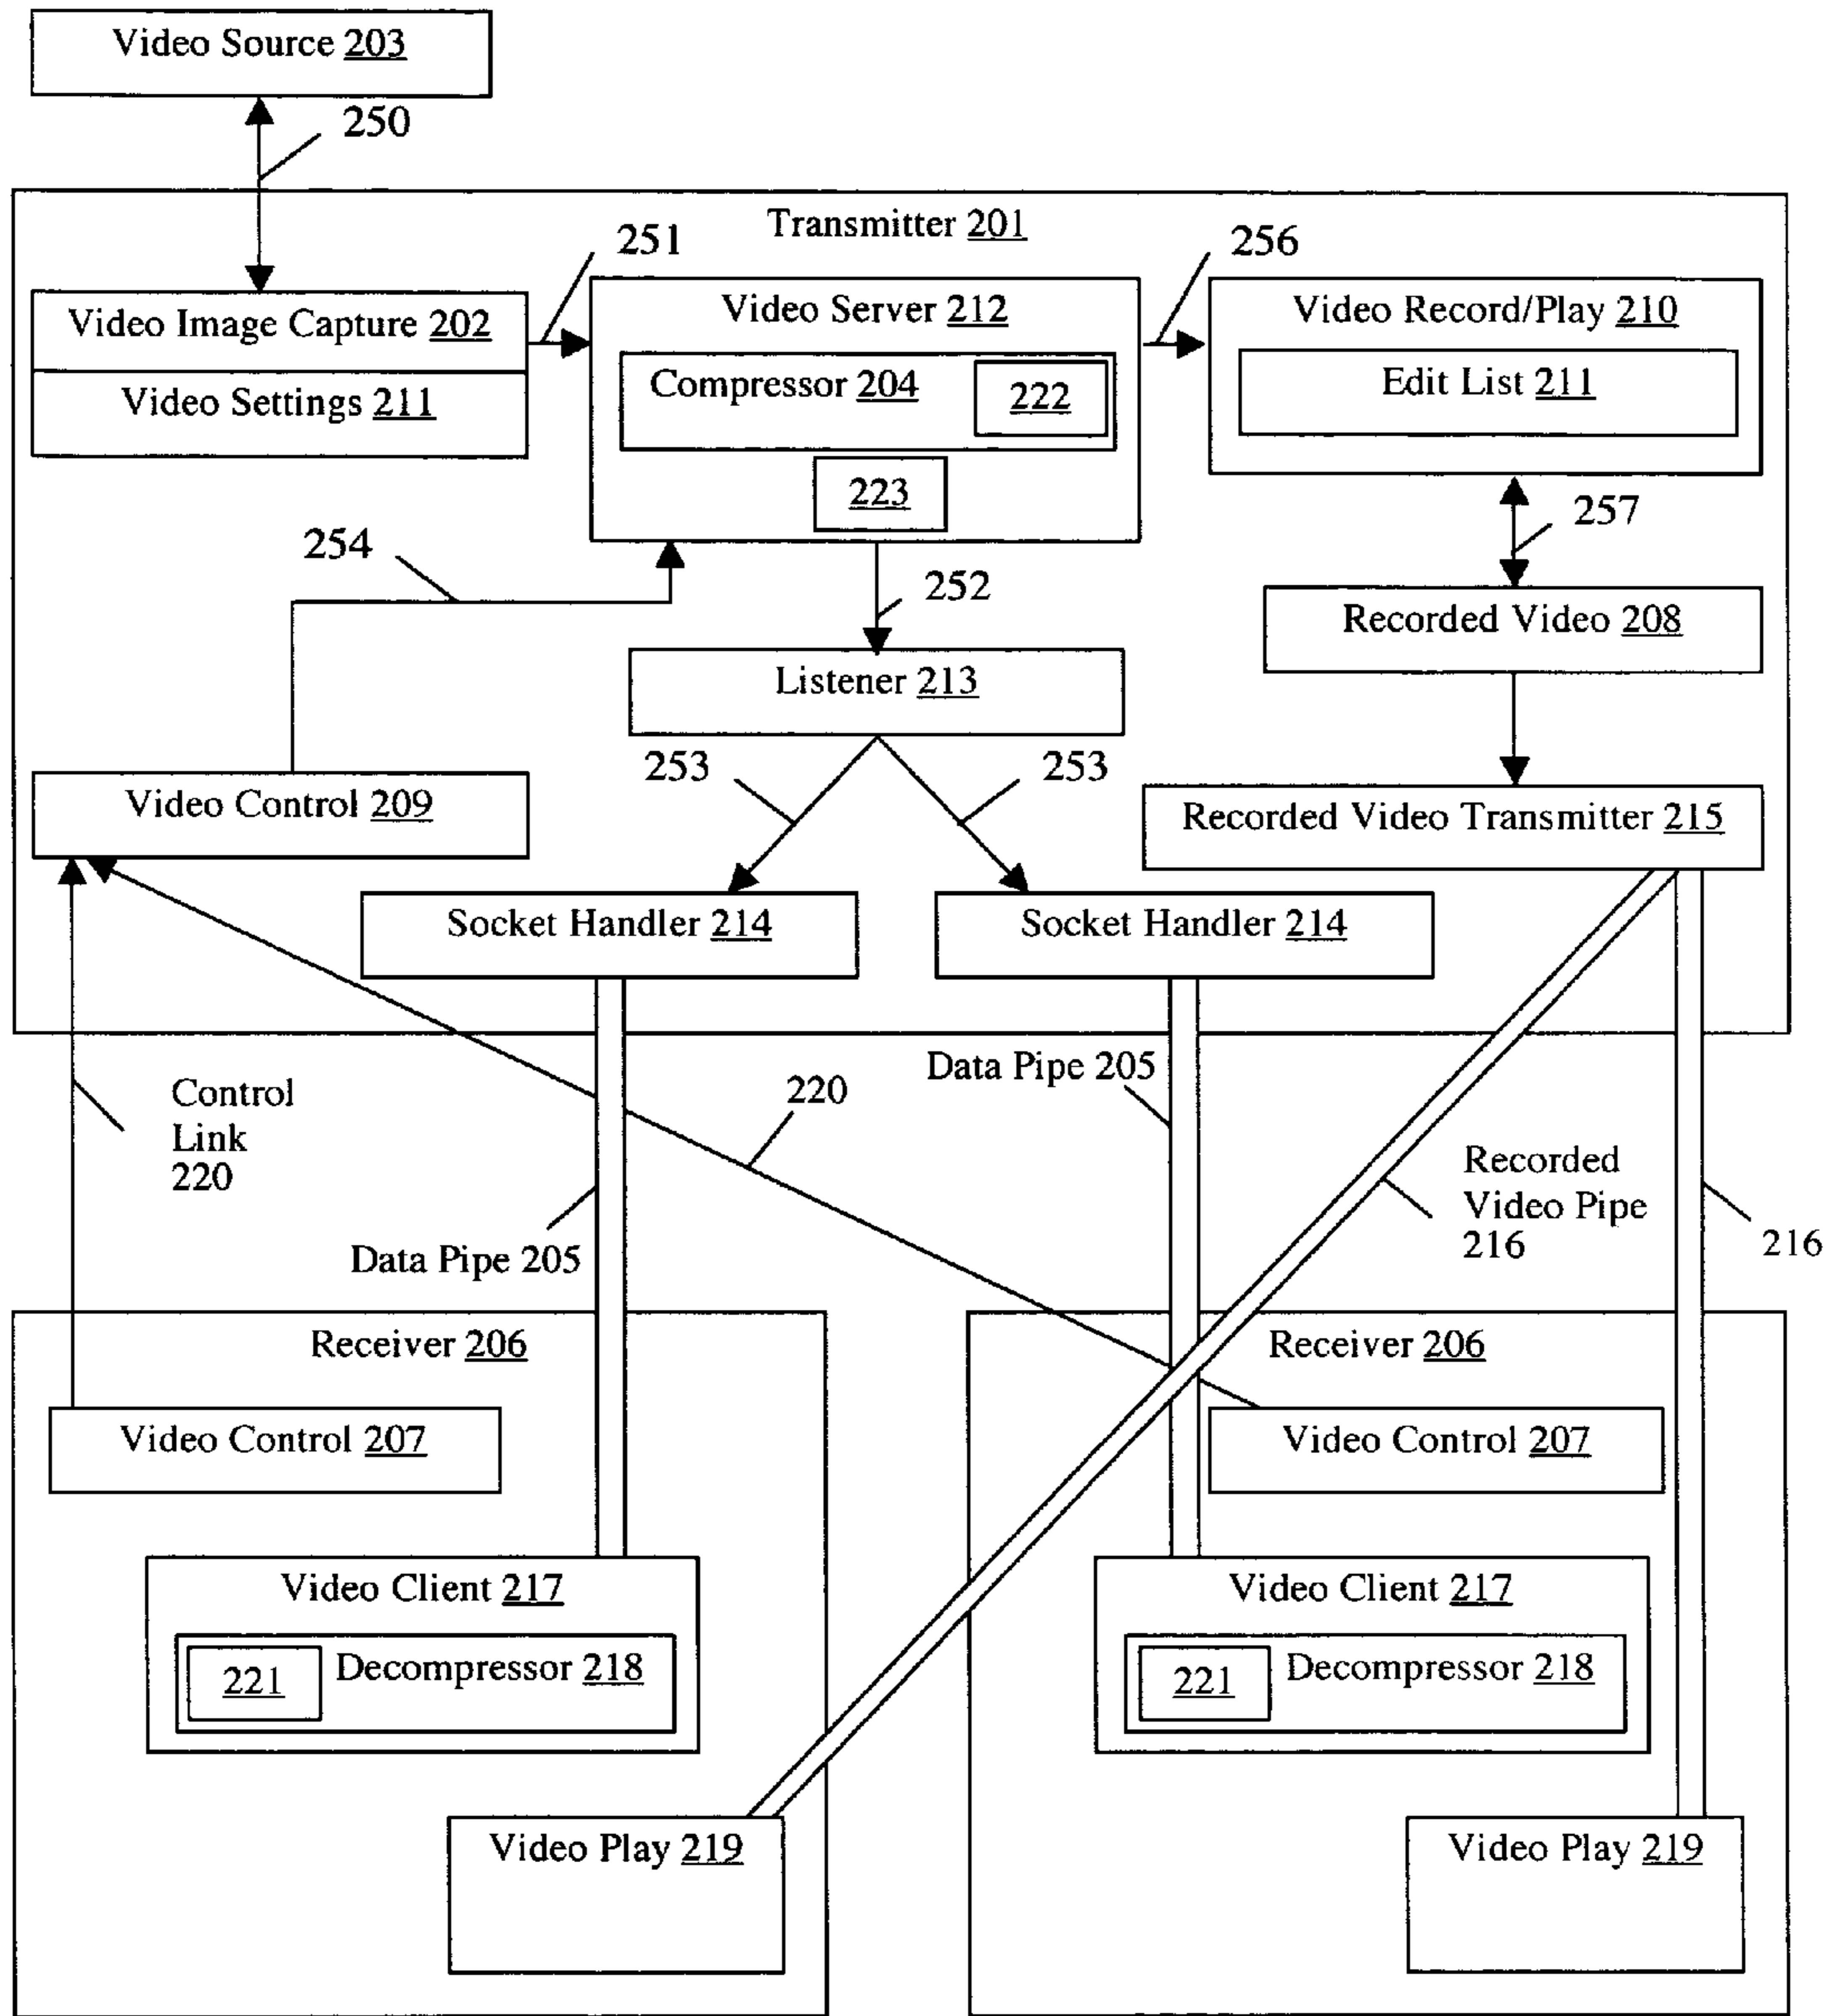 Video Source 203
250
Transmitter 201
251
256
Video Image Capture 202
Video Settings 211
Video Server 212
Compressor 204
222
223
Video Record/Play 210
Edit List 211
257
254
252
Recorded Video 208
Listener 213
253
253
Video Control 209
Recorded Video Transmitter 215
Socket Handler 214
Socket Handler 214
Control
Link
220
220
Data Pipe 205
Data Pipe 205
Recorded
Video Pipe
216
216
Receiver 206
Receiver 206
Video Control 207
Video Control 207
Video Client 217
221
Decompressor 218
Video Client 217
221
Decompressor 218
Video Play 219
Video Play 219